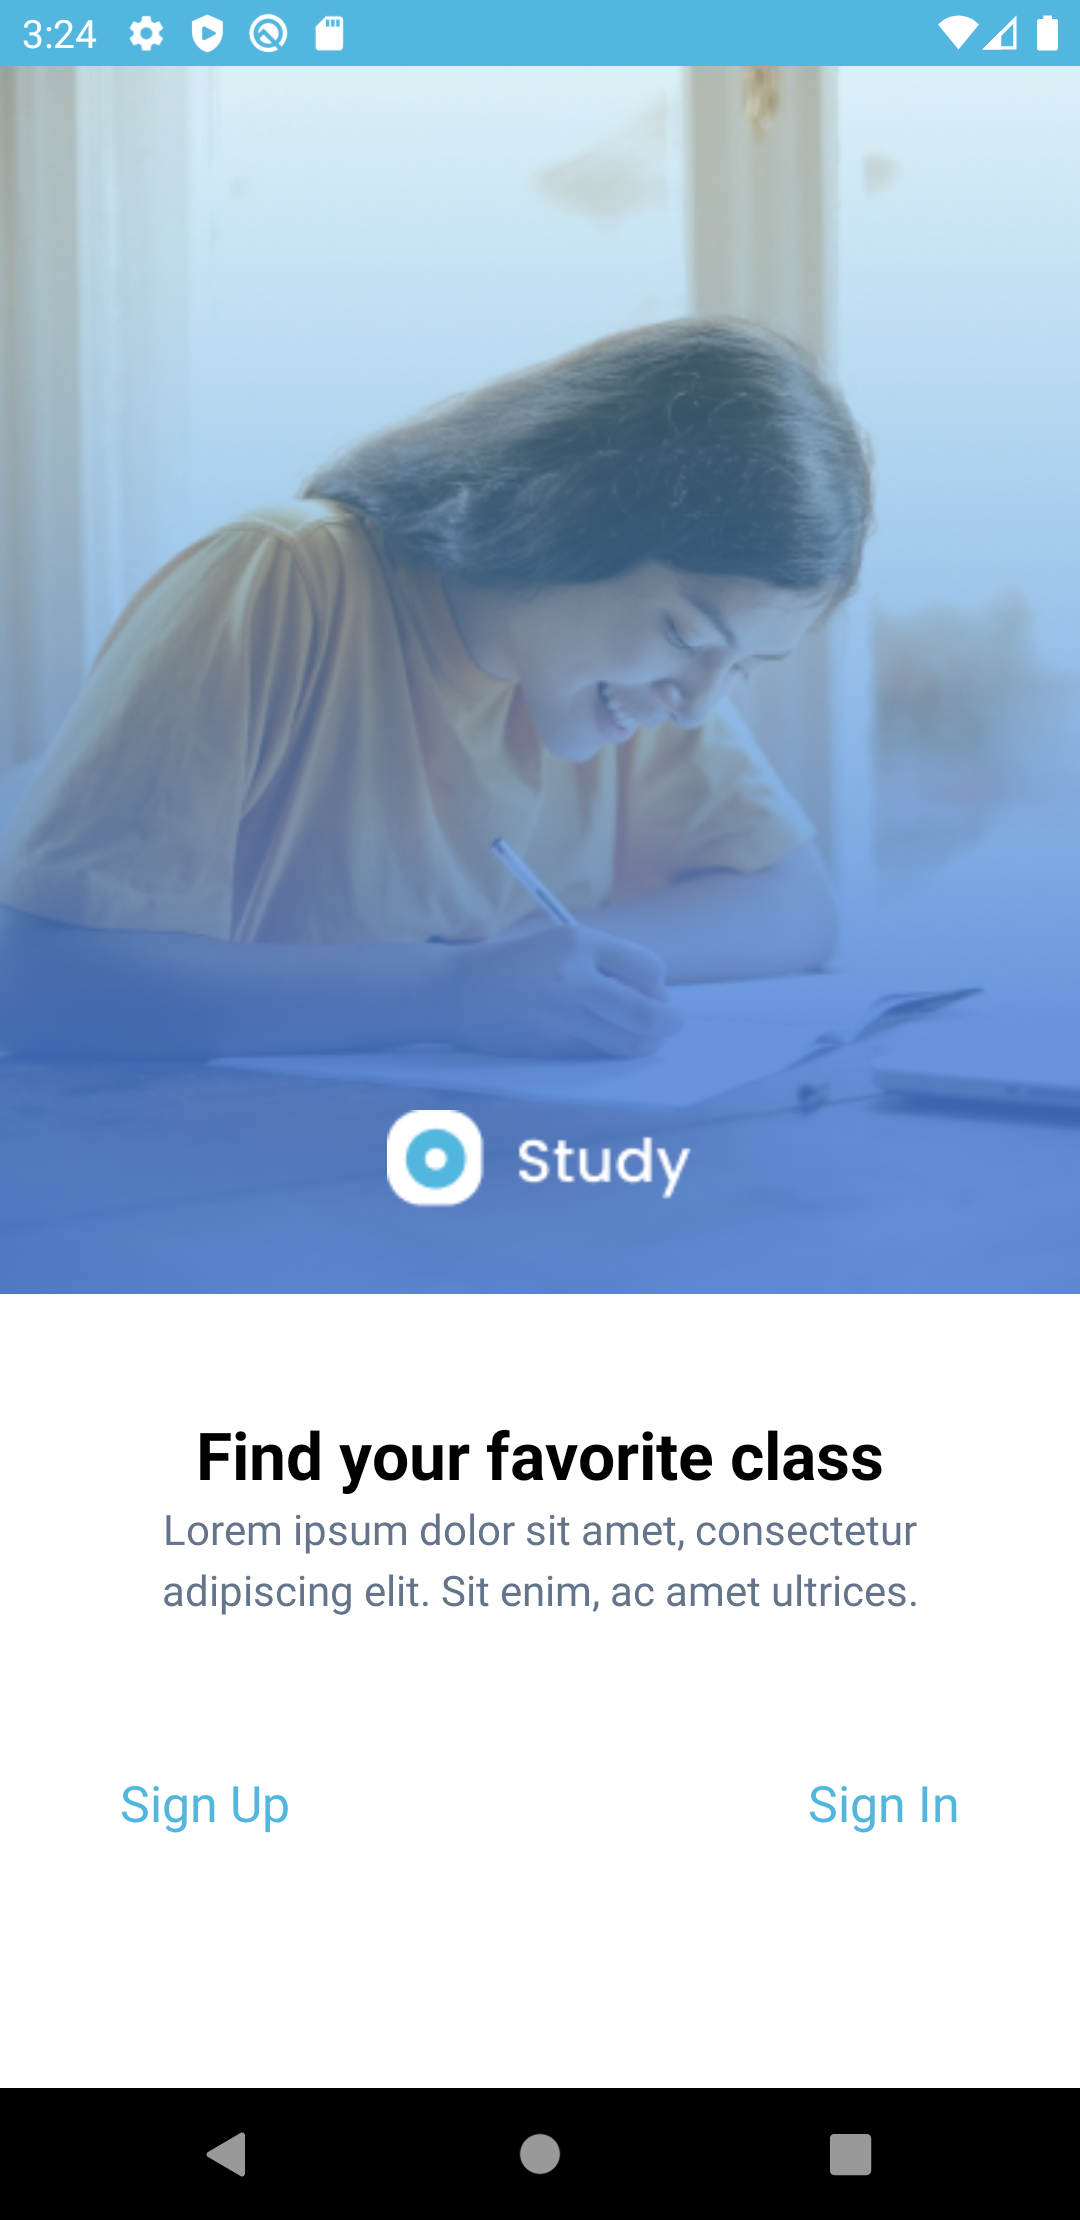 3:24
Study
Find your favorite class
Lorem ipsum dolor sit amet, consectetur
adipiscing elit. Sit enim, ac amet ultrices.
Sign Up
Sign In